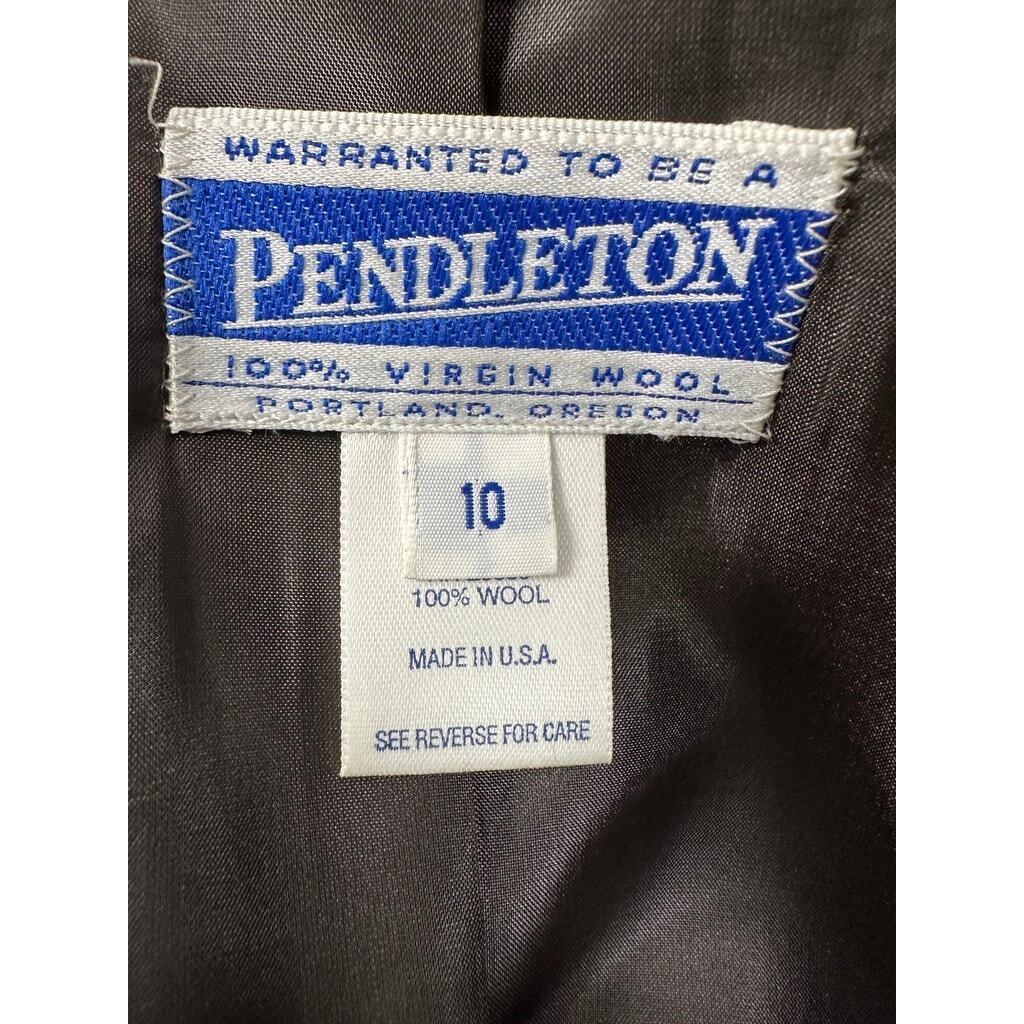 WARRANTED TO BE A
PENDLETON
100% VIRGIN WOOL
PORTLAND, OREGON
10
100% WOOL
MADE IN U.S.A.
SEE REVERSE FOR CARE